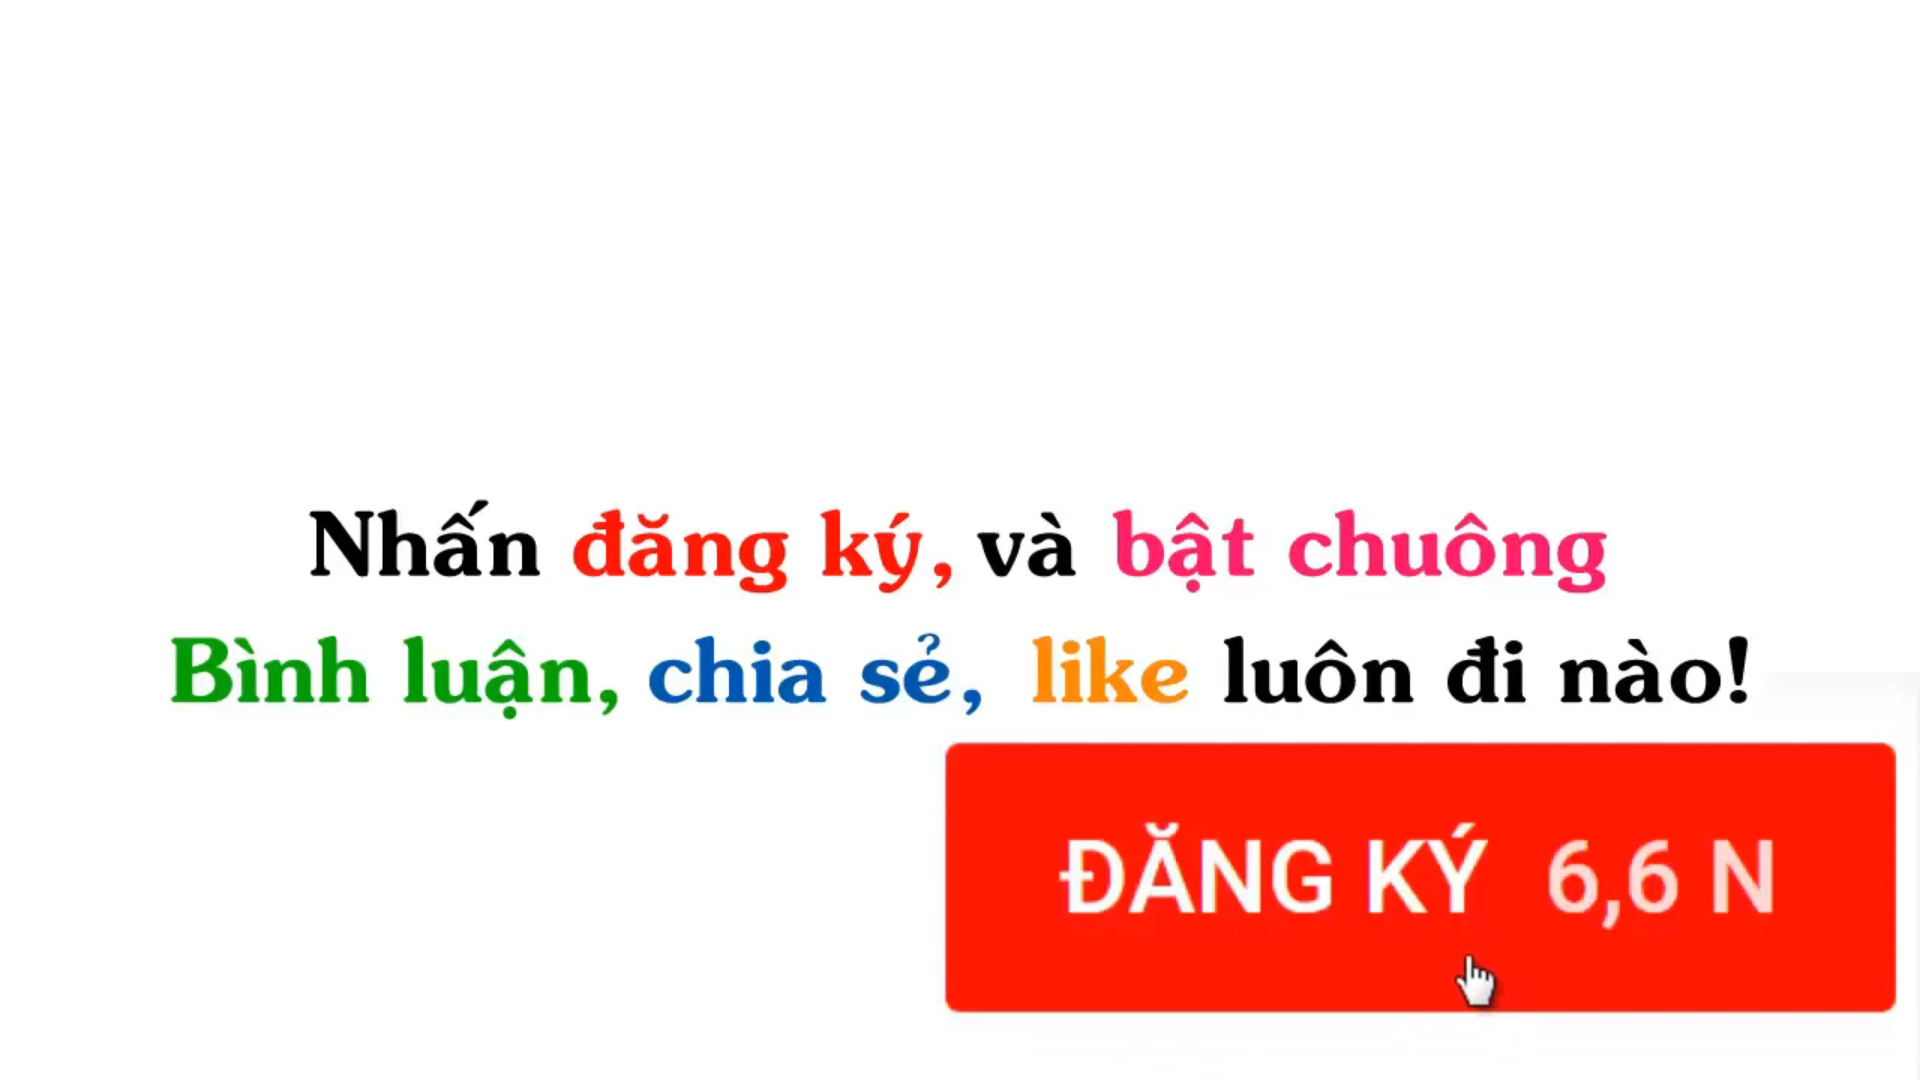 Nhấn đăng ký, và bật chuông
Bình luận, chia sẻ, like luôn đi nào!
ĐĂNG KÝ 6,6 N